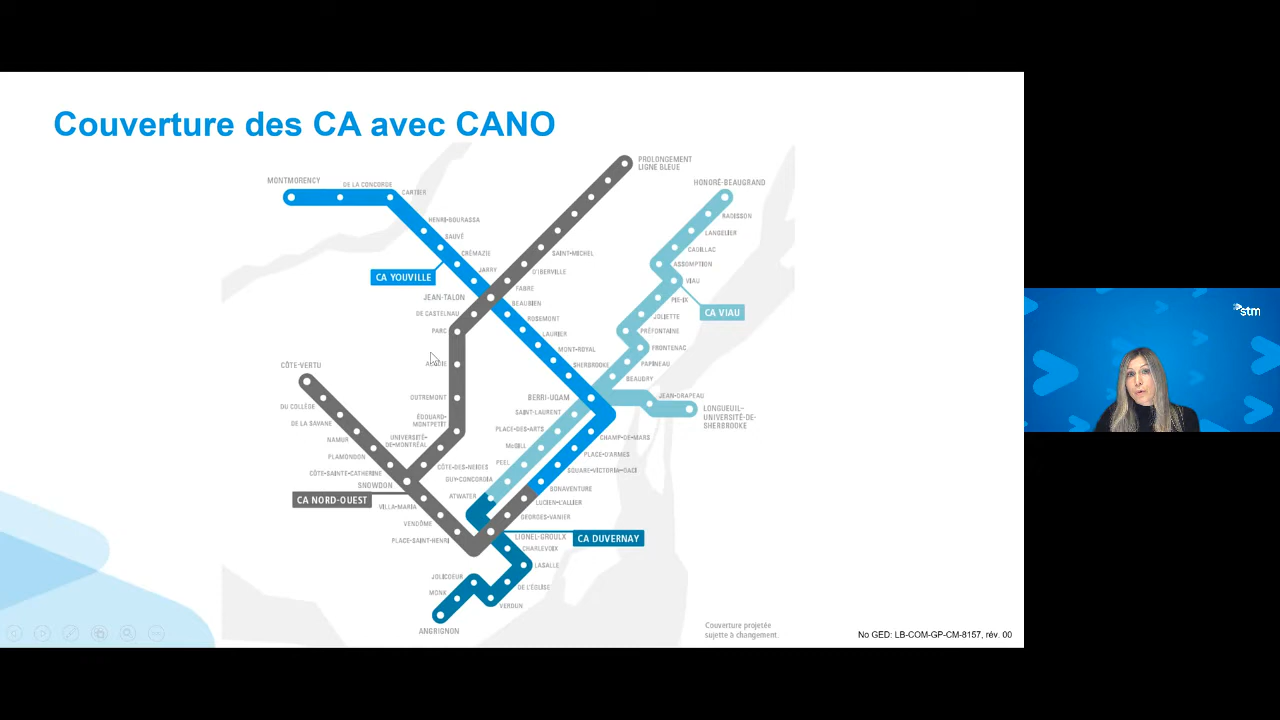 Couverture des CA avec CANO
PROLONGEMENT
LIGNE BLEUE
MONTMORENCY
DE LA CONCORDE
CARTIER
HONORÉ-BEAUGRAND
HENRI-BOURASSA
RADISSON
SAUVÉ
LANGELIER
CRÉMAZIE
SAINT-MICHEL
CADILLAC
JARRY
D'IBERVILLE
ASSOMPTION
CA YOUVILLE
VIAU
FABRE
JEAN-TALON
BEAUBIEN
PIE-IX
DE CASTELNAU
ROSEMONT
JOLIETTE
CA VIAU
PARC
LAURIER
PRÉFONTAINE
MONT-ROYAL
FRONTENAC
ACADIE
SHERBROOKE
PAPINEAU
CÔTE-VERTU
BEAUDRY
OUTREMONT
BERRI-UQAM
JEAN-DRAPEAU
DU COLLÈGE
SAINT-LAURENT
LONGUEUIL–
UNIVERSITÉ-DE-
SHERBROOKE
DE LA SAVANE
ÉDOUARD-
MONTPETIT
PLACE-DES-ARTS
NAMUR
UNIVERSITÉ-
DE-MONTRÉAL
CHAMP-DE-MARS
McGILL
PLAMONDON
PLACE-D'ARMES
CÔTE-DES-NEIGES
PEEL
CÔTE-SAINTE-CATHERINE
SQUARE-VICTORIA-OACI
GUY-CONCORDIA
SNOWDON
BONAVENTURE
ATWATER
CA NORD-OUEST
LUCIEN-L'ALLIER
VILLA-MARIA
GEORGES-VANIER
VENDÔME
LIONEL-GROULX
CA DUVERNAY
PLACE-SAINT-HENRI
CHARLEVOIX
LASALLE
JOLICOEUR
DE L'ÉGLISE
MONK
VERDUN
ANGRIGNON
Couverture projetée
sujette à changement.
No GED: LB-COM-GP-CM-8157, rév. 00
stm